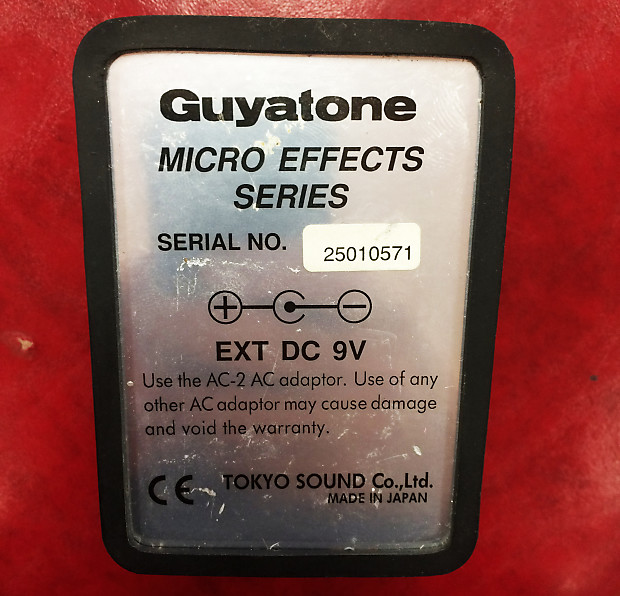 Guyatone
MICRO EFFECTS
SERIES
SERIAL NO. 25010571
+ −
EXT DC 9V
Use the AC-2 AC adaptor. Use of any
other AC adaptor may cause damage
and void the warranty.
CE TOKYO SOUND Co.,Ltd.
MADE IN JAPAN